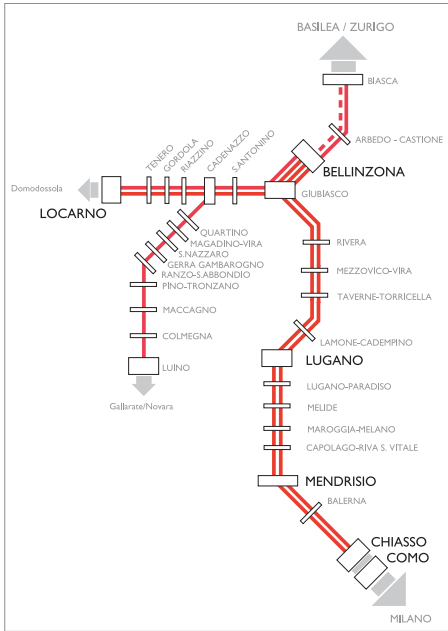 BASILEA / ZURIGO
BIASCA
ARBEDO - CASTIONE
BELLINZONA
GIUBIASCO
S.ANTONINO
CADENAZZO
RIAZZINO
GORDOLA
TENERO
Domodossola
LOCARNO
QUARTINO
MAGADINO-VIRA
S.NAZZARO
GERRA GAMBAROGNO
RANZO-S.ABBONDIO
PINO-TRONZANO
MACCAGNO
COLMEGNA
LUINO
Gallarate/Novara
RIVERA
MEZZOVICO-VIRA
TAVERNE-TORRICELLA
LAMONE-CADEMPINO
LUGANO
LUGANO-PARADISO
MELIDE
MAROGGIA-MELANO
CAPOLAGO-RIVA S. VITALE
MENDRISIO
BALERNA
CHIASSO
COMO
MILANO